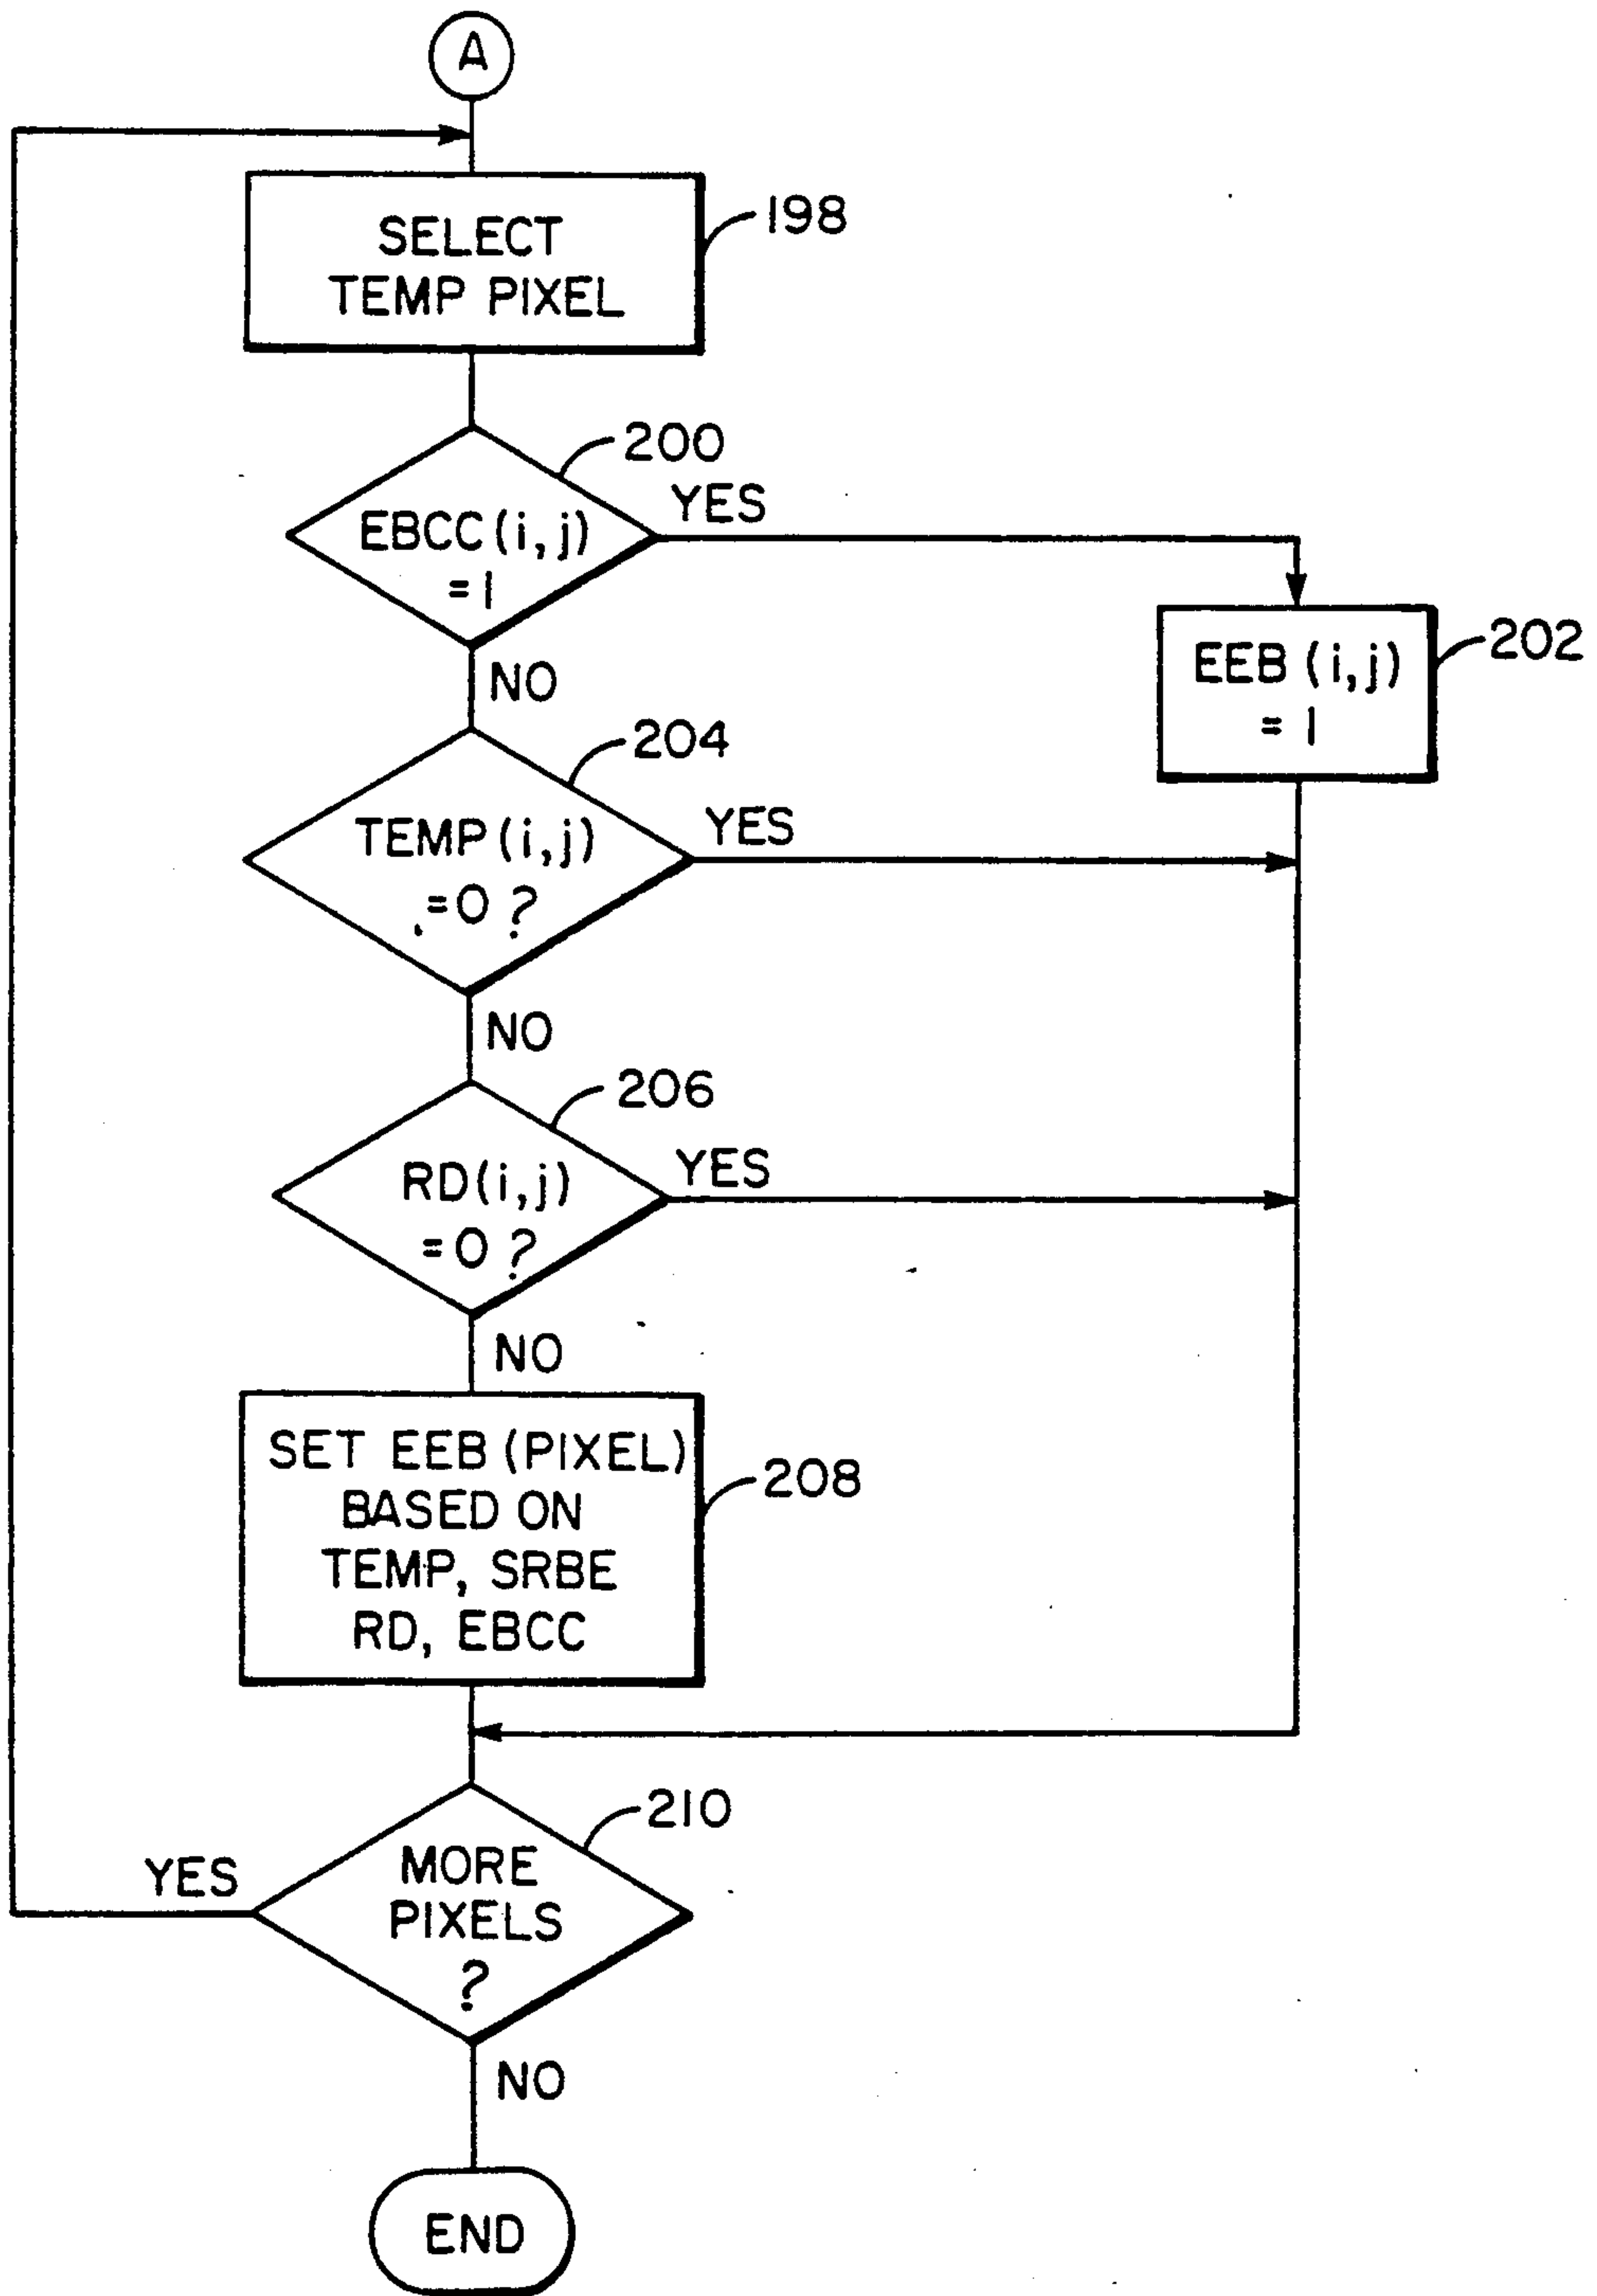 A
SELECT
TEMP PIXEL
198
200
EBCC(i,j)
=1
YES
NO
EEB (i,j)
= 1
202
204
TEMP(i,j)
=0 ?
YES
NO
206
RD(i,j)
=0 ?
YES
NO
SET EEB (PIXEL)
BASED ON
TEMP, SRBE
RD, EBCC
208
210
MORE
PIXELS
?
YES
NO
END